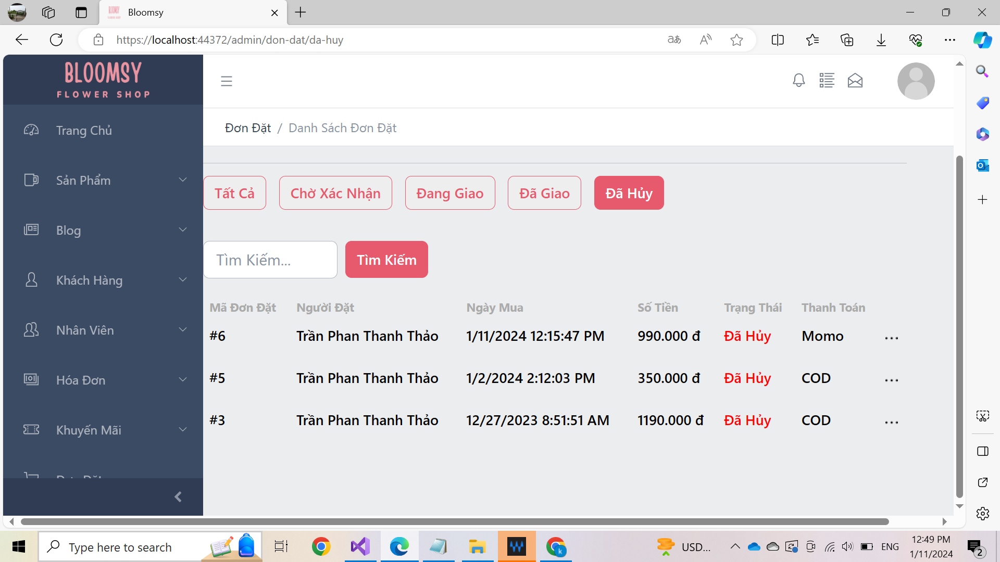 Bloomsy
https://localhost:44372/admin/don-dat/da-huy
BLOOMSY
FLOWER SHOP
Trang Chủ
Sản Phẩm
Blog
Khách Hàng
Nhân Viên
Hóa Đơn
Khuyến Mãi
Đơn Đặt
Đơn Đặt / Danh Sách Đơn Đặt
Tất Cả Chờ Xác Nhận Đang Giao Đã Giao Đã Hủy
Tìm Kiếm... Tìm Kiếm
Mã Đơn Đặt Người Đặt Ngày Mua Số Tiền Trạng Thái Thanh Toán
#6 Trần Phan Thanh Thảo 1/11/2024 12:15:47 PM 990.000 đ Đã Hủy Momo ...
#5 Trần Phan Thanh Thảo 1/2/2024 2:12:03 PM 350.000 đ Đã Hủy COD ...
#3 Trần Phan Thanh Thảo 12/27/2023 8:51:51 AM 1190.000 đ Đã Hủy COD ...
Type here to search
USD...
ENG
12:49 PM
1/11/2024
2